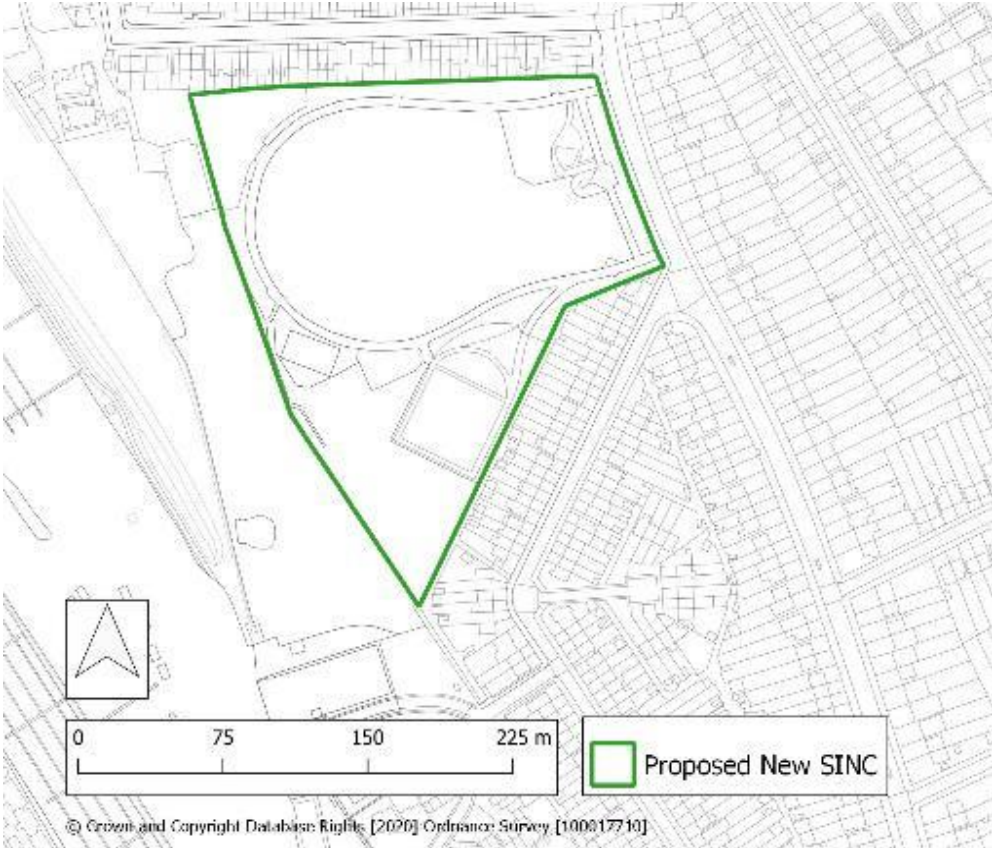 0 75 150 225 m
Proposed New SINC
© Crown and Copyright Database Rights [2020] Ordnance Survey [100017710]